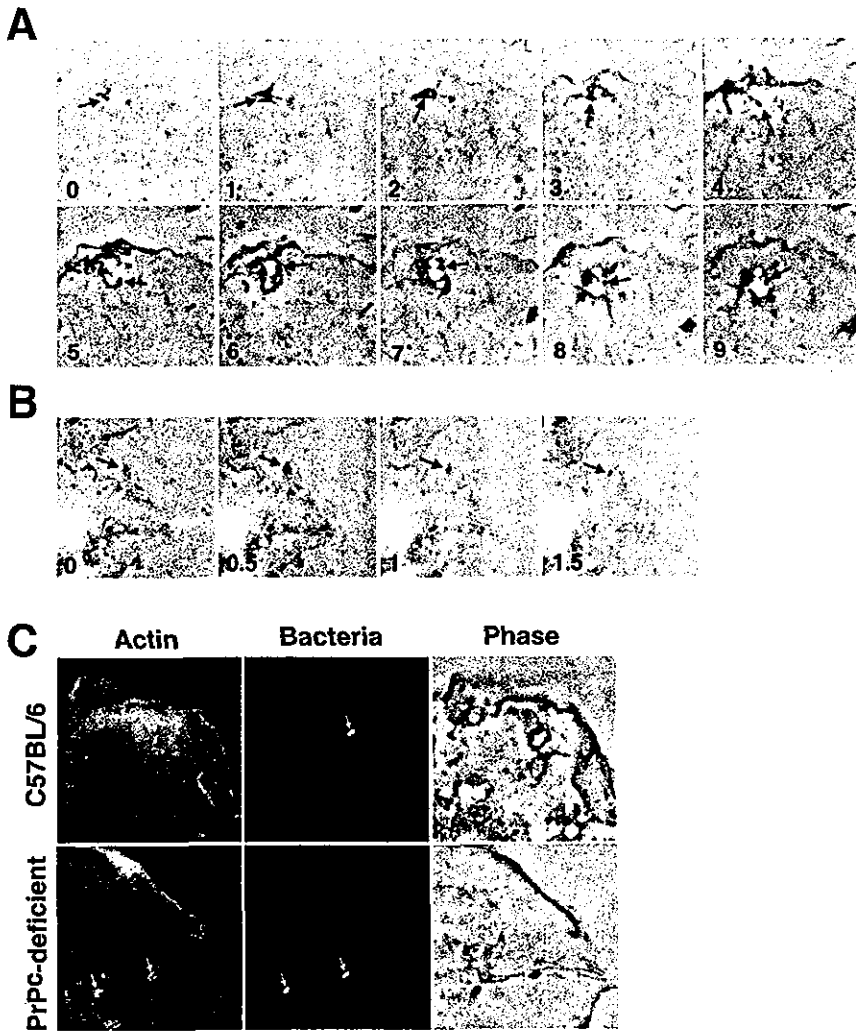 A
0 1 2 3 4
5 6 7 8 9
B
0 0.5 1 1.5
C
Actin Bacteria Phase
C57BL/6
PrPC-deficient